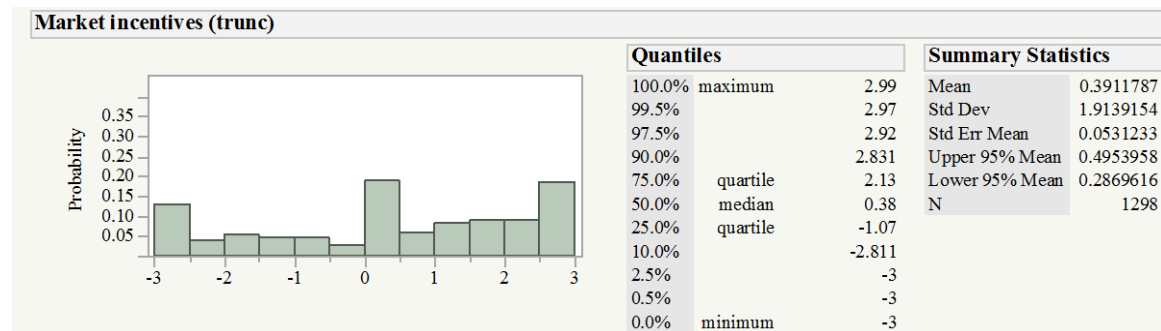 Market incentives (trunc)
Probability
0.35
0.30
0.25
0.20
0.15
0.10
0.05
-3 -2 -1 0 1 2 3
Quantiles
100.0% maximum 2.99
99.5% 2.97
97.5% 2.92
90.0% 2.831
75.0% quartile 2.13
50.0% median 0.38
25.0% quartile -1.07
10.0% -2.811
2.5% -3
0.5% -3
0.0% minimum -3
Summary Statistics
Mean 0.3911787
Std Dev 1.9139154
Std Err Mean 0.0531233
Upper 95% Mean 0.4953958
Lower 95% Mean 0.2869616
N 1298